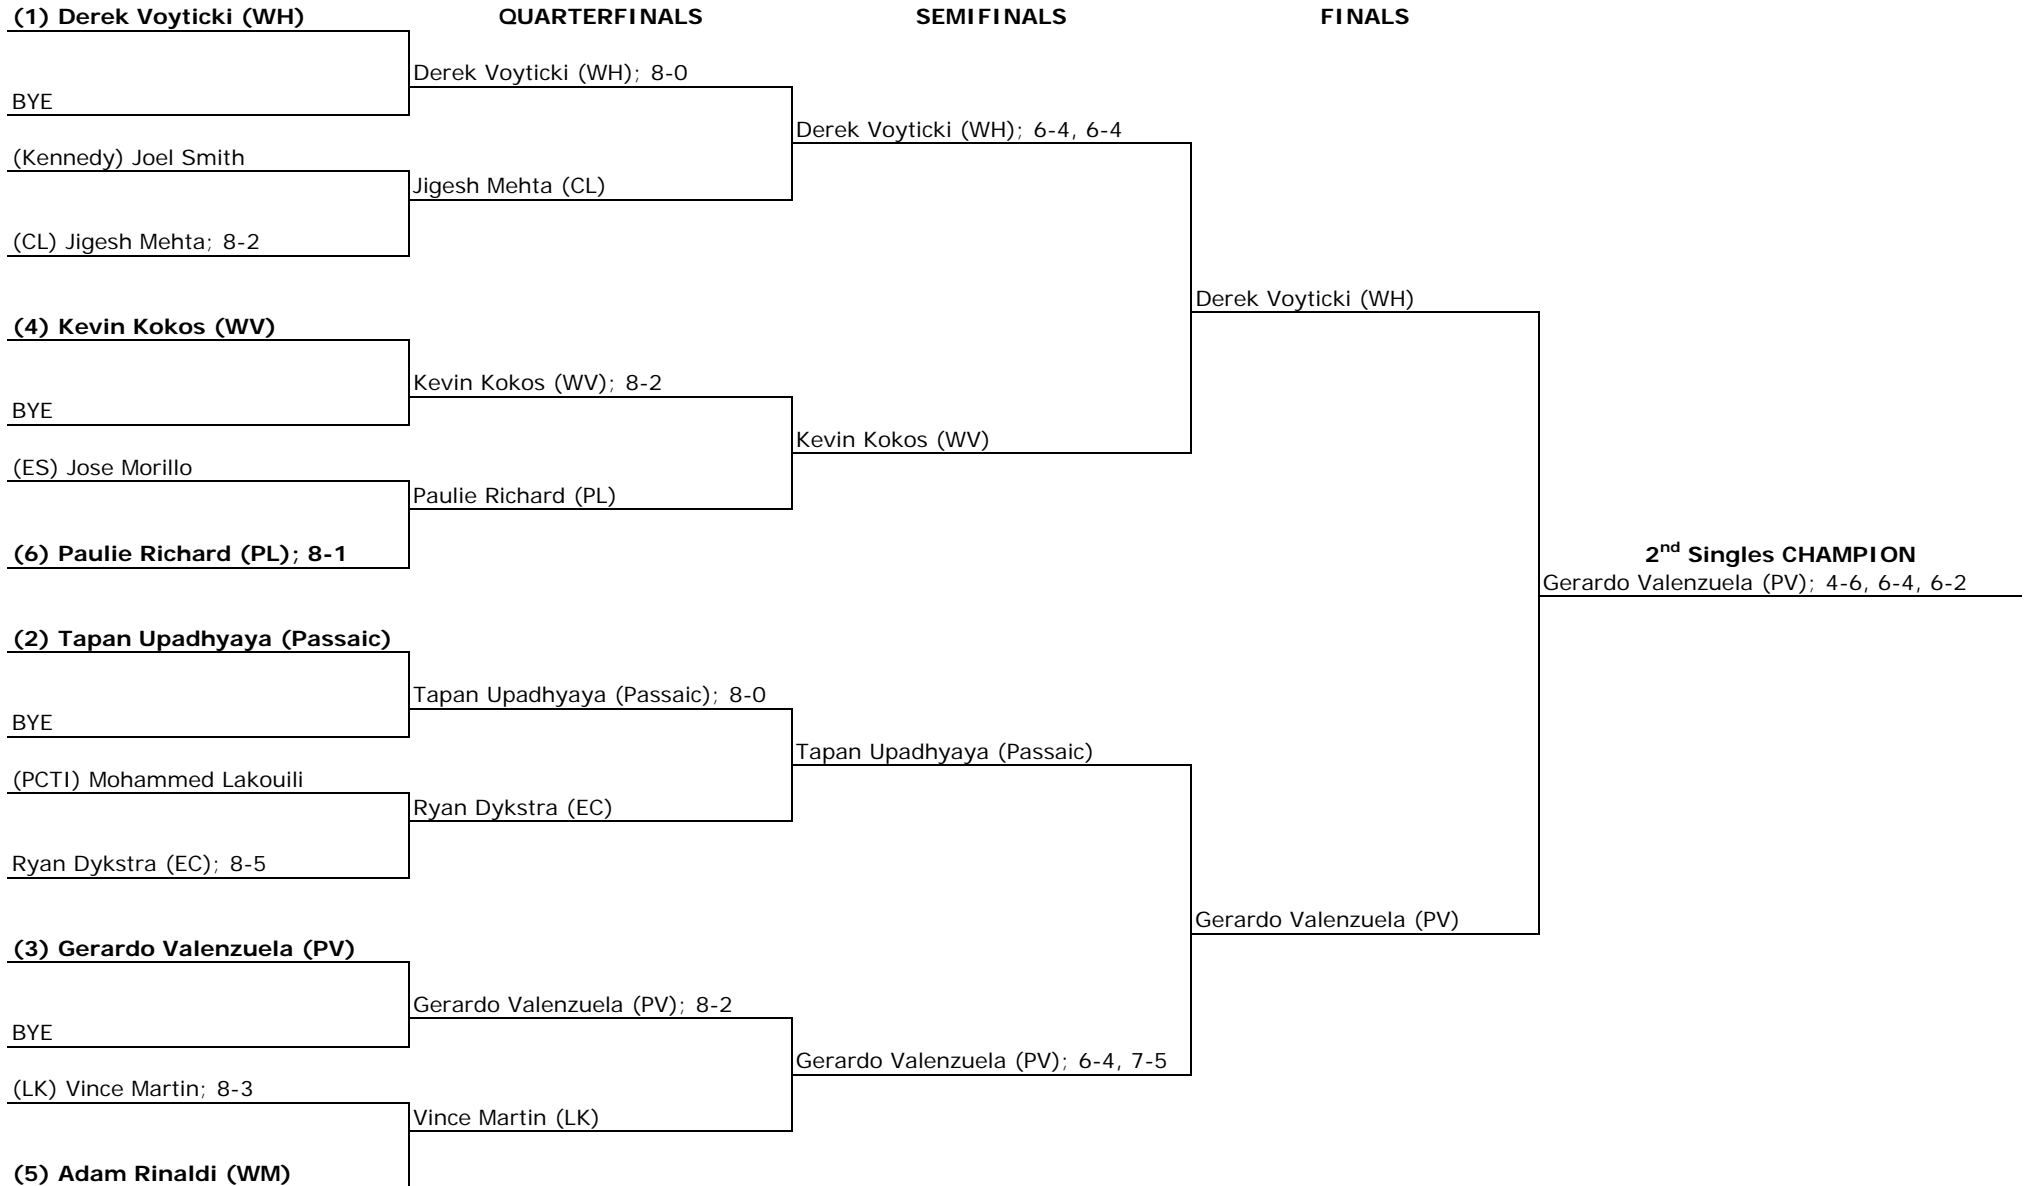 (1) Derek Voyticki (WH)
QUARTERFINALS
SEMIFINALS
FINALS
Derek Voyticki (WH); 8-0
BYE
Derek Voyticki (WH); 6-4, 6-4
(Kennedy) Joel Smith
Jigesh Mehta (CL)
(CL) Jigesh Mehta; 8-2
Derek Voyticki (WH)
(4) Kevin Kokos (WV)
Kevin Kokos (WV); 8-2
BYE
Kevin Kokos (WV)
(ES) Jose Morillo
Paulie Richard (PL)
(6) Paulie Richard (PL); 8-1
2nd Singles CHAMPION
Gerardo Valenzuela (PV); 4-6, 6-4, 6-2
(2) Tapan Upadhyaya (Passaic)
Tapan Upadhyaya (Passaic); 8-0
BYE
Tapan Upadhyaya (Passaic)
(PCTI) Mohammed Lakouili
Ryan Dykstra (EC)
Ryan Dykstra (EC); 8-5
Gerardo Valenzuela (PV)
(3) Gerardo Valenzuela (PV)
Gerardo Valenzuela (PV); 8-2
BYE
Gerardo Valenzuela (PV); 6-4, 7-5
(LK) Vince Martin; 8-3
Vince Martin (LK)
(5) Adam Rinaldi (WM)